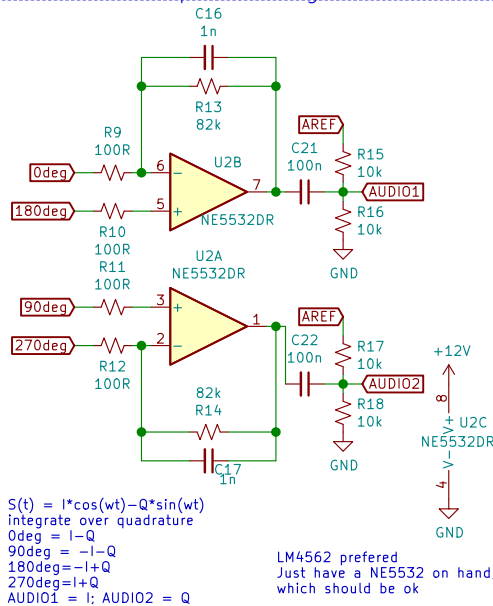 C16
1n
R13
82k
R9
100R
0deg
6
U2B
7
C21
100n
AREF
R15
10k
AUDIO1
180deg
5
NE5532DR
R16
10k
R10
100R
GND
R11
100R
U2A
NE5532DR
90deg
3
1
AREF
C22
100n
R17
10k
270deg
2
R12
100R
AUDIO2
82k
R14
R18
10k
+12V
8
V+
U2C
NE5532DR
V-
4
GND
C17
1n
GND
S(t) = I*cos(wt)-Q*sin(wt)
integrate over quadrature
0deg = I-Q
90deg = -I-Q
180deg=-I+Q
270deg=I+Q
AUDIO1 = I; AUDIO2 = Q
LM4562 prefered
Just have a NE5532 on hand,
which should be ok